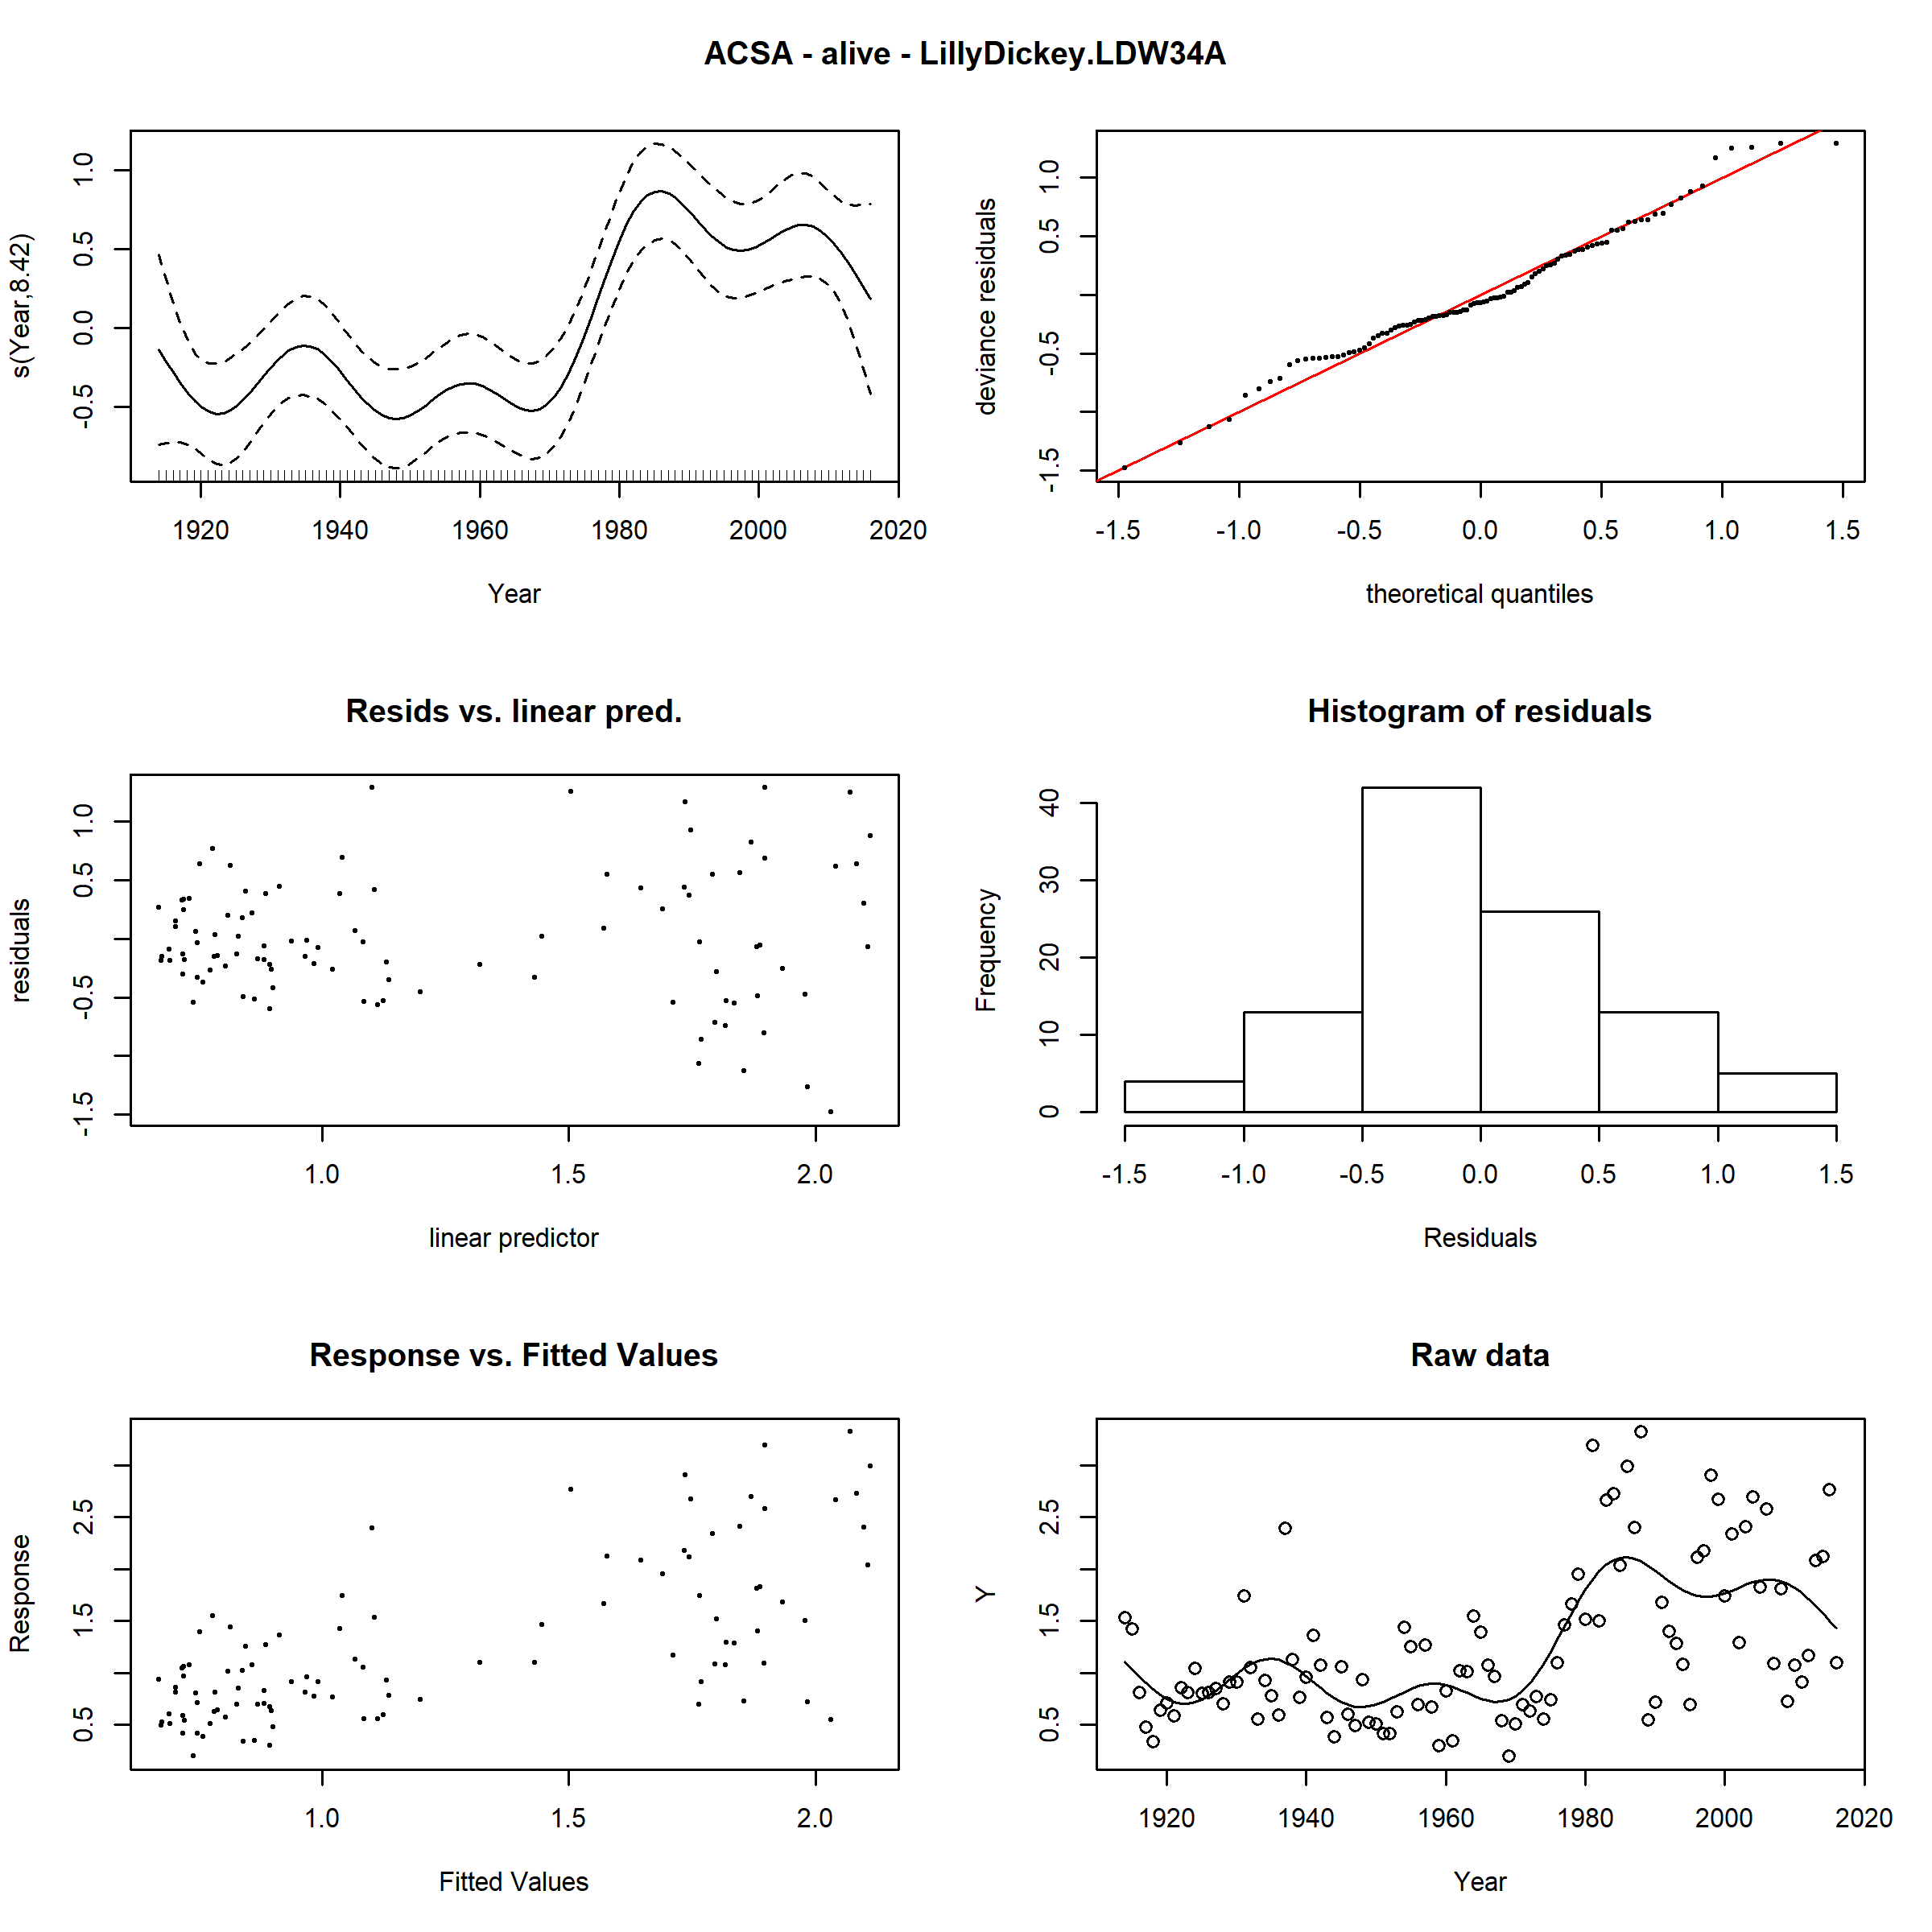 ACSA - alive - LillyDickey.LDW34A
s(Year,8.42)
-0.5 0.0 0.5 1.0
1920 1940 1960 1980 2000 2020
Year
deviance residuals
-1.5 -0.5 0.5 1.0
-1.5 -1.0 -0.5 0.0 0.5 1.0 1.5
theoretical quantiles
Resids vs. linear pred.
residuals
-1.5 -0.5 0.5 1.0
1.0 1.5 2.0
linear predictor
Histogram of residuals
Frequency
0 10 20 30 40
-1.5 -1.0 -0.5 0.0 0.5 1.0 1.5
Residuals
Response vs. Fitted Values
Response
0.5 1.5 2.5
1.0 1.5 2.0
Fitted Values
Raw data
Y
0.5 1.5 2.5
1920 1940 1960 1980 2000 2020
Year